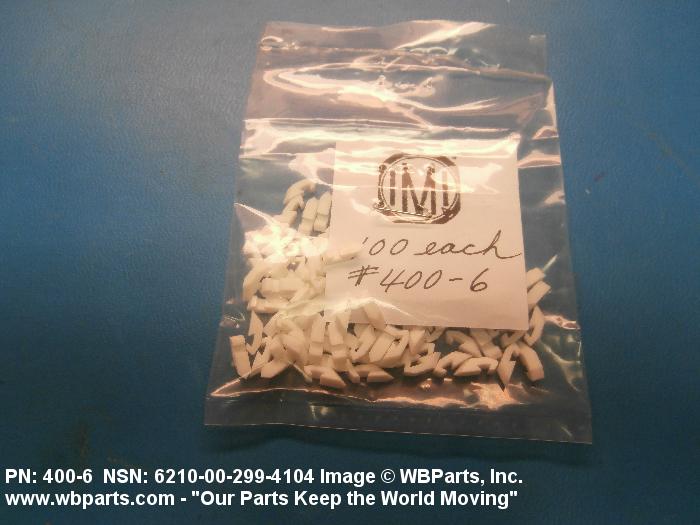 IMI
100 each
#400-6
PN: 400-6 NSN: 6210-00-299-4104 Image © WBParts, Inc.
www.wbparts.com - "Our Parts Keep the World Moving"